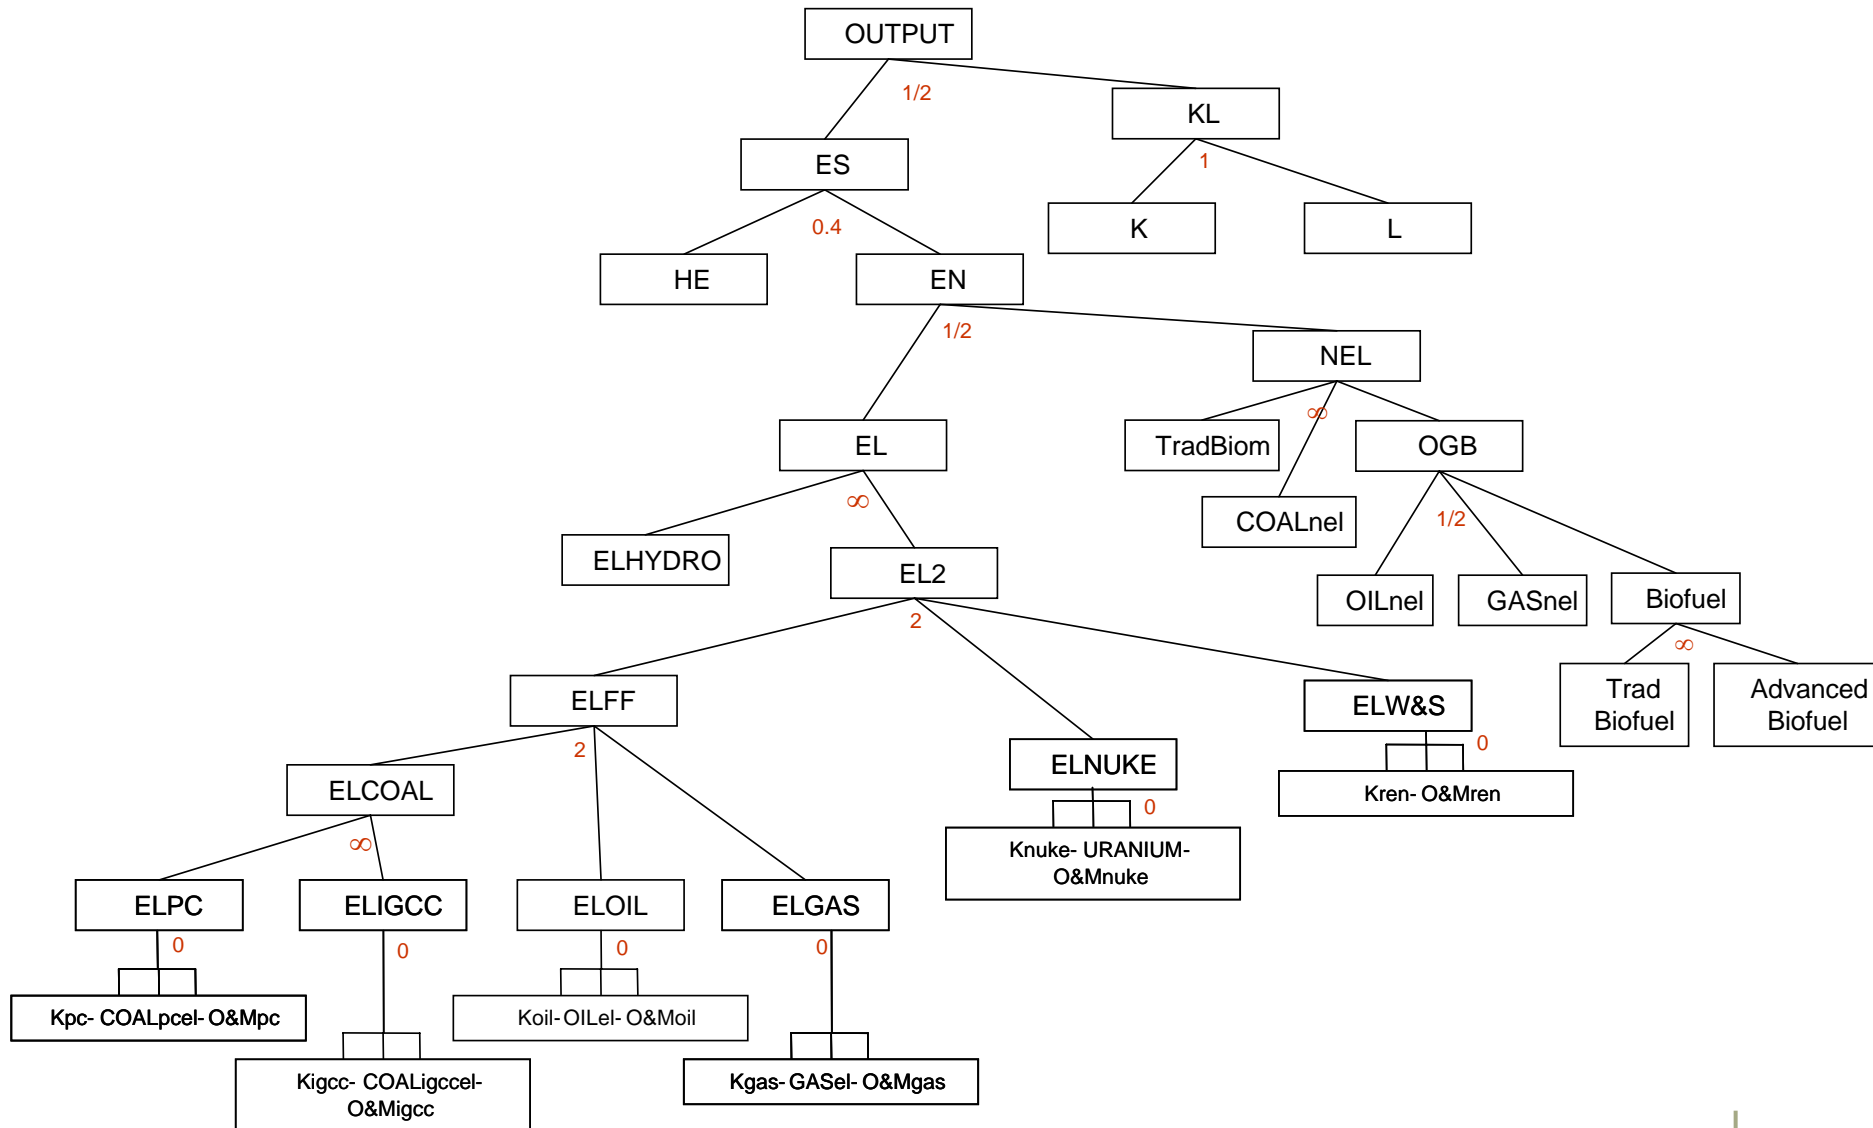 OUTPUT
1/2
KL
ES
1
0.4
K
L
HE
EN
1/2
NEL
∞
EL
TradBiom
OGB
∞
COALnel
1/2
ELHYDRO
EL2
OILnel
GASnel
Biofuel
2
∞
ELFF
ELW&S
Trad
Biofuel
Advanced
Biofuel
2
0
ELNUKE
ELCOAL
Kren- O&Mren
0
∞
Knuke- URANIUM-
O&Mnuke
ELPC
ELIGCC
ELOIL
ELGAS
0
0
0
0
Kpc- COALpcel- O&Mpc
Koil-OILel- O&Moil
Kigcc- COALigccel-
O&Migcc
Kgas- GASel- O&Mgas